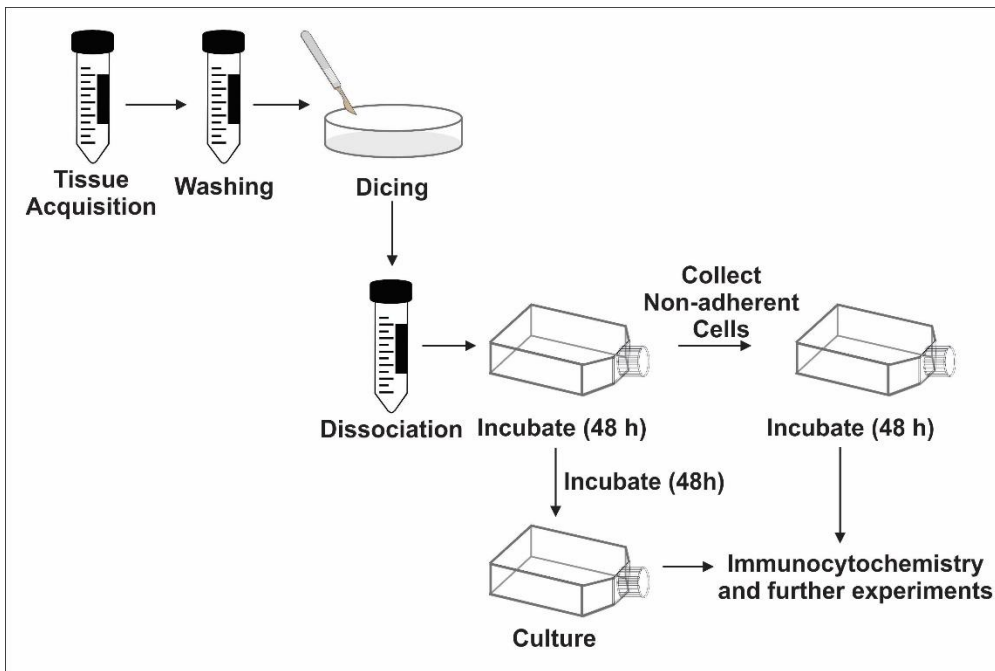 Tissue
Acquisition
Washing
Dicing
Collect
Non-adherent
Cells
Dissociation
Incubate (48 h)
Incubate (48 h)
Incubate (48h)
Culture
Immunocytochemistry
and further experiments